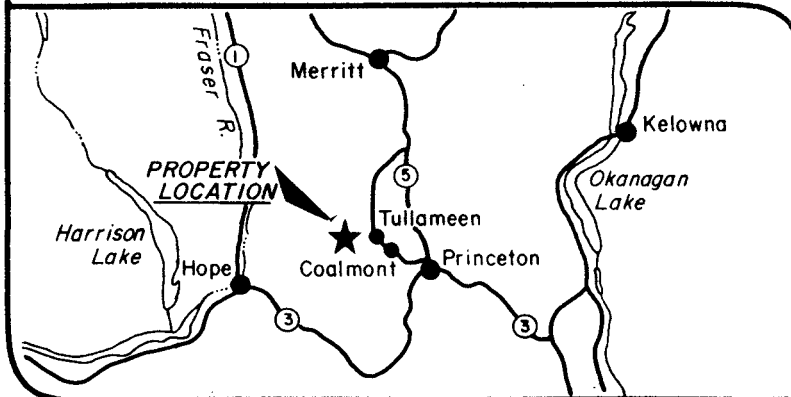 Fraser R.
1
Merritt
Kelowna
PROPERTY
LOCATION
5
Okanagan
Lake
Tullameen
Harrison
Lake
Coalmont
Princeton
Hope
3
3